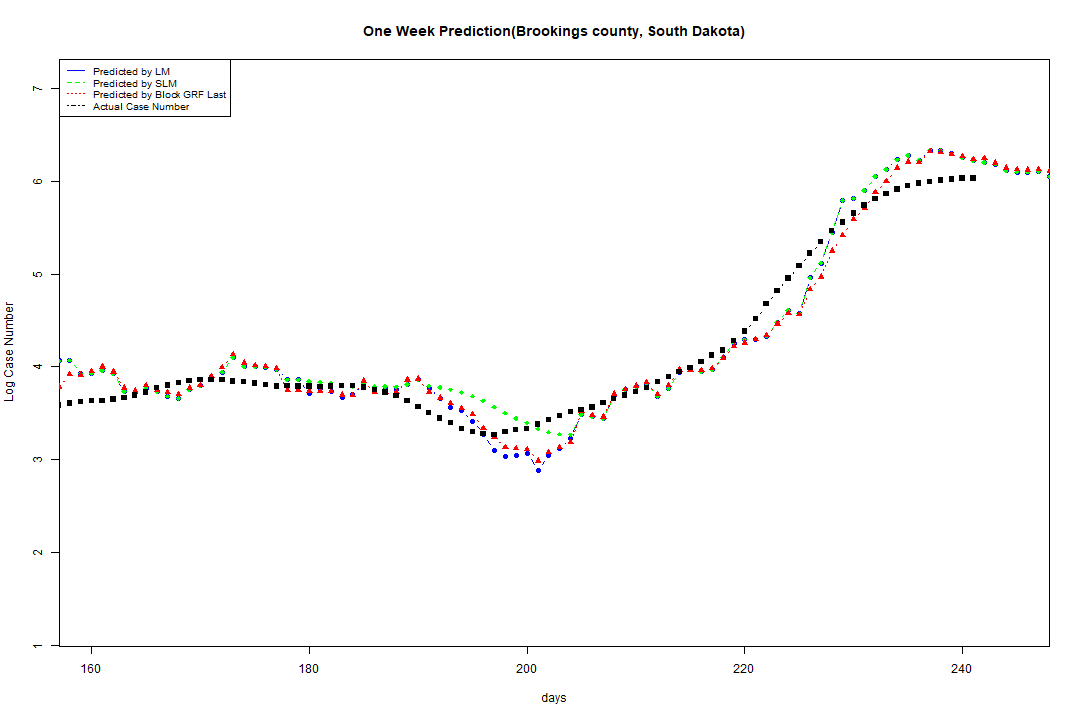 One Week Prediction(Brookings county, South Dakota)
Predicted by LM
Predicted by SLM
Predicted by Block GRF Last
Actual Case Number
Log Case Number
7
6
5
4
3
2
1
160 180 200 220 240
days